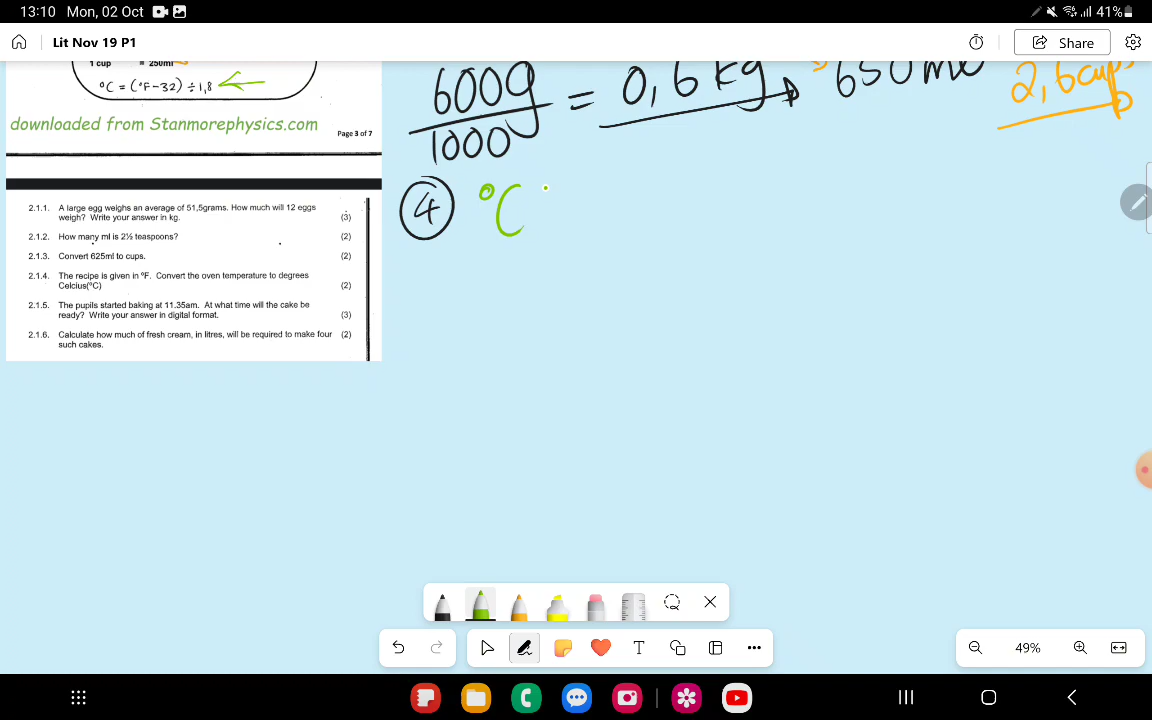 13:10 Mon, 02 Oct 41%
Lit Nov 19 P1
Share
1 cup = 250ml
°C = (°F-32) ÷ 1,8
downloaded from Stanmorephysics.com
Page 3 of 7
600g
1000
= 0,6 kg
650ml
2,6cups
④ °C
2.1.1. A large egg weighs an average of 51,5grams. How much will 12 eggs
weigh? Write your answer in kg. (3)
2.1.2. How many ml is 2½ teaspoons? (2)
2.1.3. Convert 625ml to cups. (2)
2.1.4. The recipe is given in °F. Convert the oven temperature to degrees
Celcius(°C) (2)
2.1.5. The pupils started baking at 11.35am. At what time will the cake be
ready? Write your answer in digital format. (3)
2.1.6. Calculate how much of fresh cream, in litres, will be required to make four (2)
such cakes.
T
49%